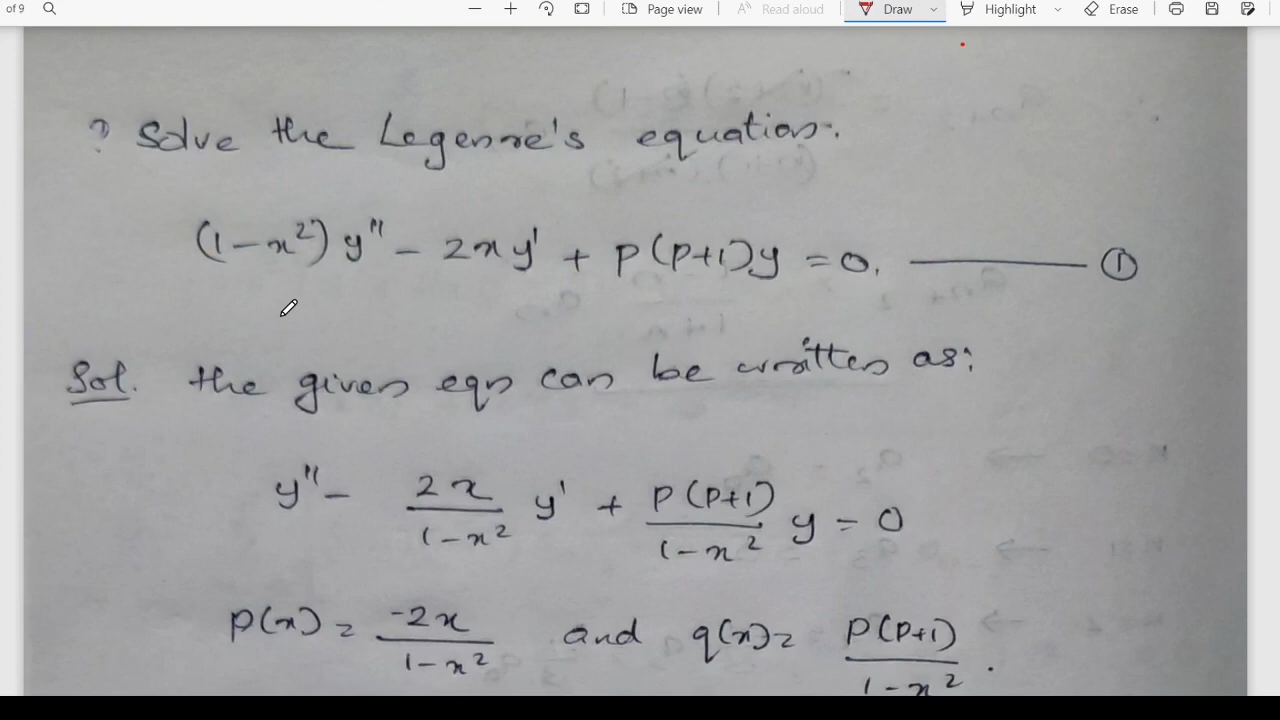 of 9 Page view Read aloud Draw Highlight Erase
? Solve the Legenre's equation.
(1-x²) y" - 2xy' + P(P+1)y = 0. ——— ①
Sol. the given eqn can be written as:
y" - 2x/(1-x²) y' + P(P+1)/(1-x²) y = 0
P(x) = -2x/(1-x²) and q(x) = P(P+1)/(1-x²).